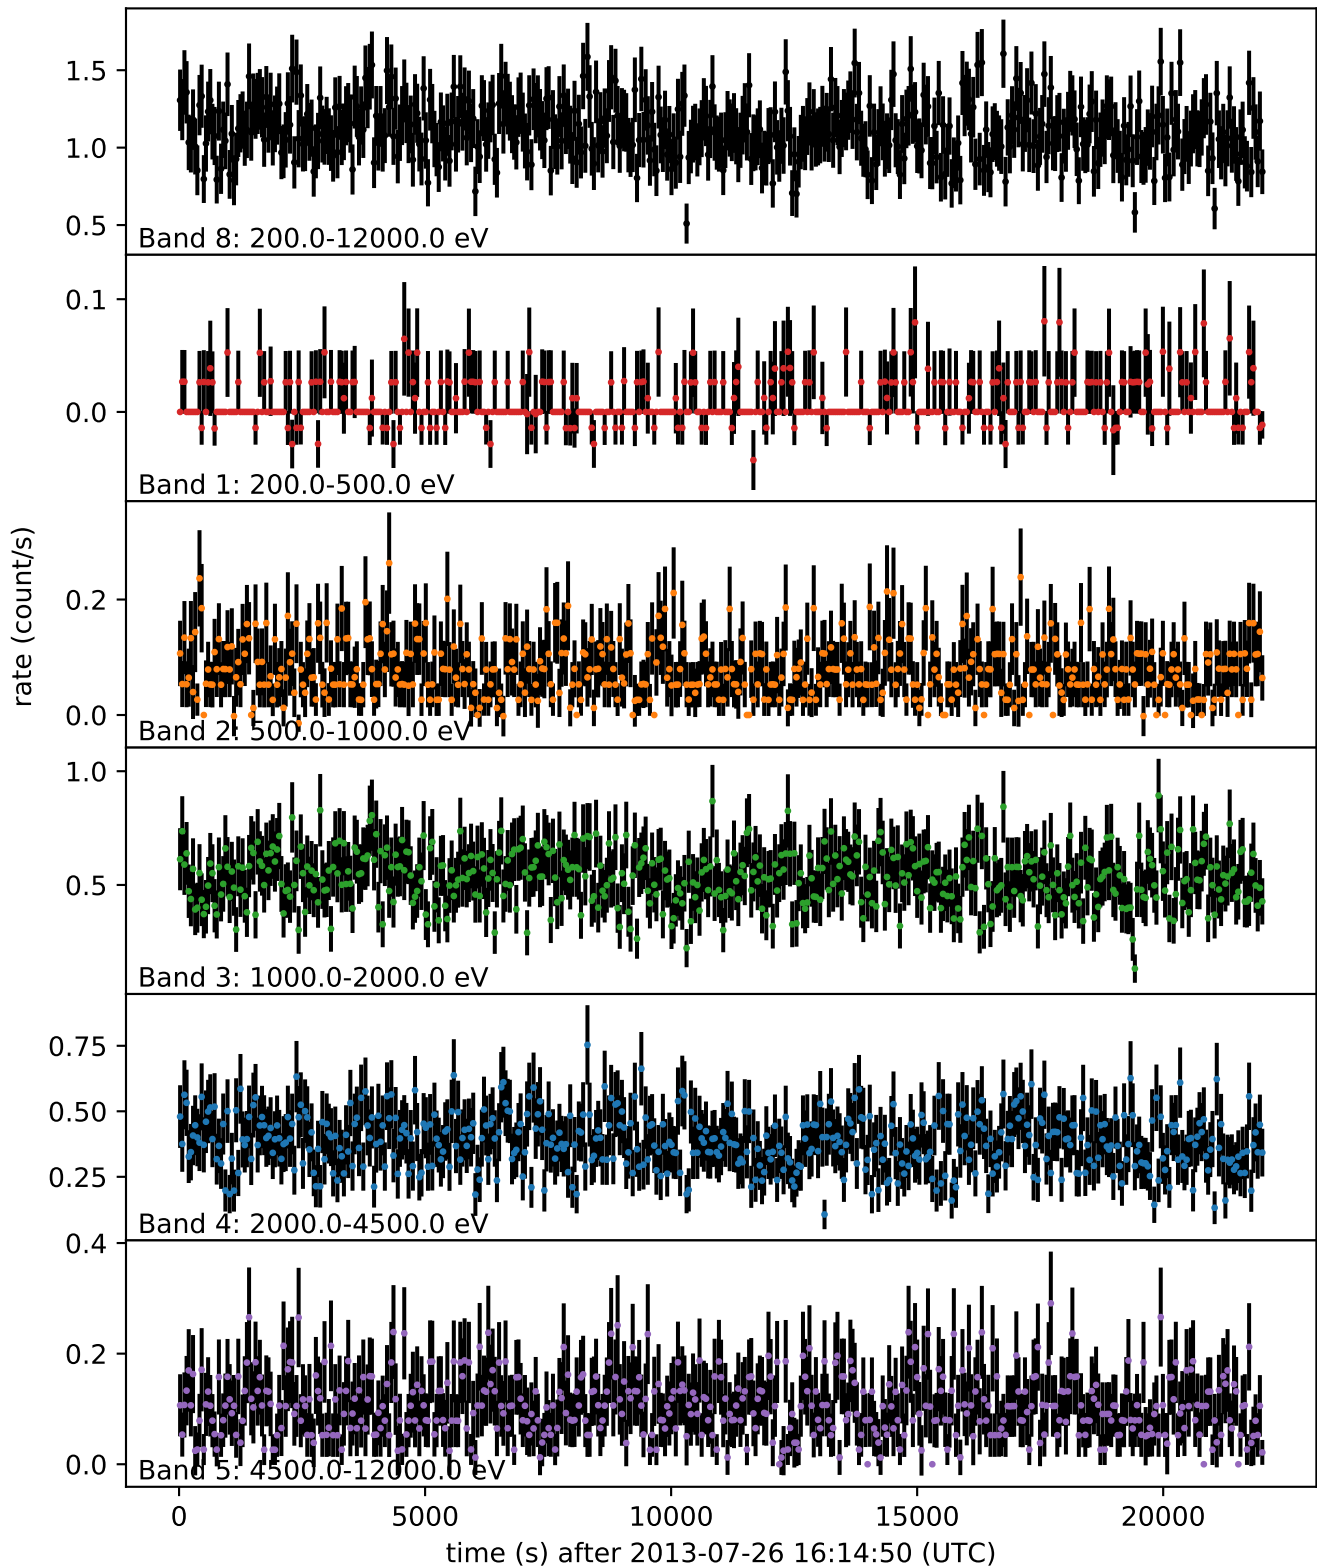 1.5
1.0
0.5
Band 8: 200.0-12000.0 eV
0.1
0.0
Band 1: 200.0-500.0 eV
rate (count/s)
0.2
0.0
Band 2: 500.0-1000.0 eV
1.0
0.5
Band 3: 1000.0-2000.0 eV
0.75
0.50
0.25
Band 4: 2000.0-4500.0 eV
0.4
0.2
0.0
Band 5: 4500.0-12000.0 eV
0 5000 10000 15000 20000
time (s) after 2013-07-26 16:14:50 (UTC)